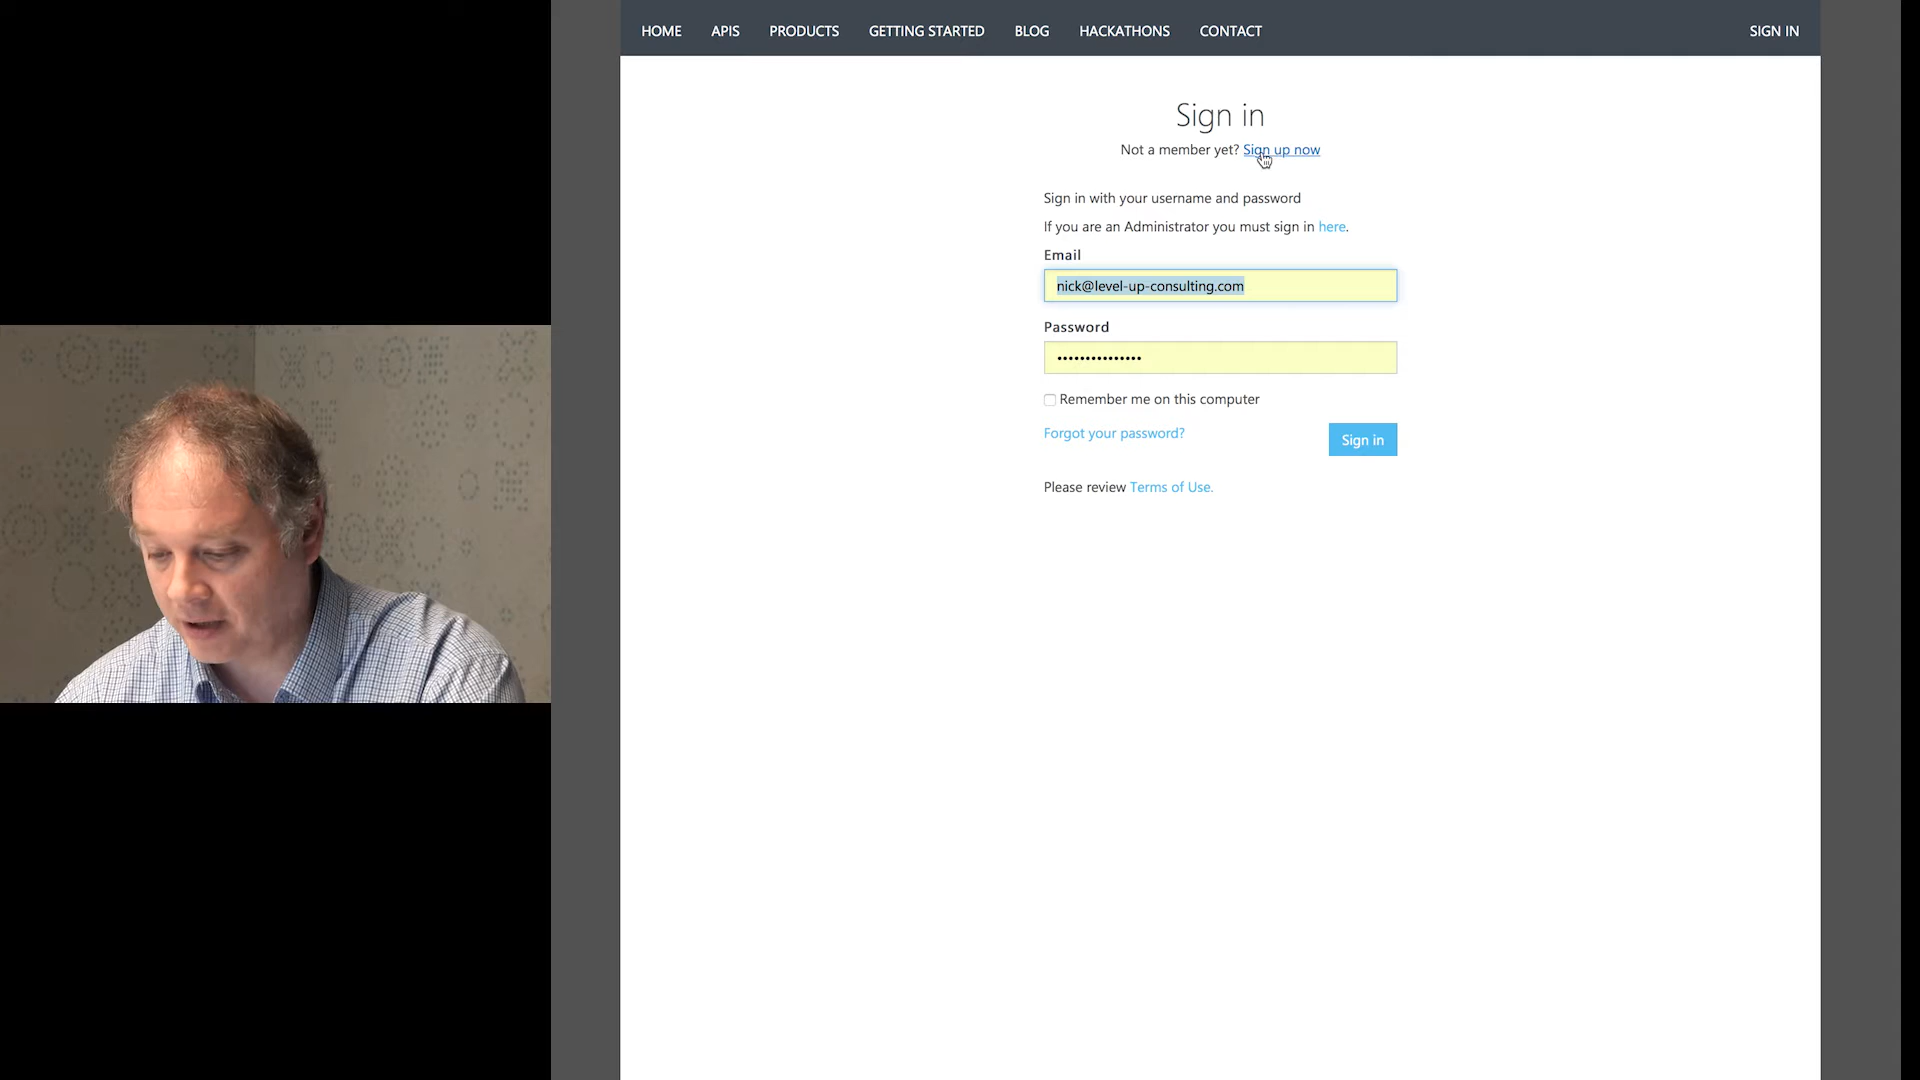 HOME APIS PRODUCTS GETTING STARTED BLOG HACKATHONS CONTACT SIGN IN
Sign in
Not a member yet? Sign up now
Sign in with your username and password
If you are an Administrator you must sign in here.
Email
nick@level-up-consulting.com
Password
•••••••••••••••
Remember me on this computer
Forgot your password?
Sign in
Please review Terms of Use.